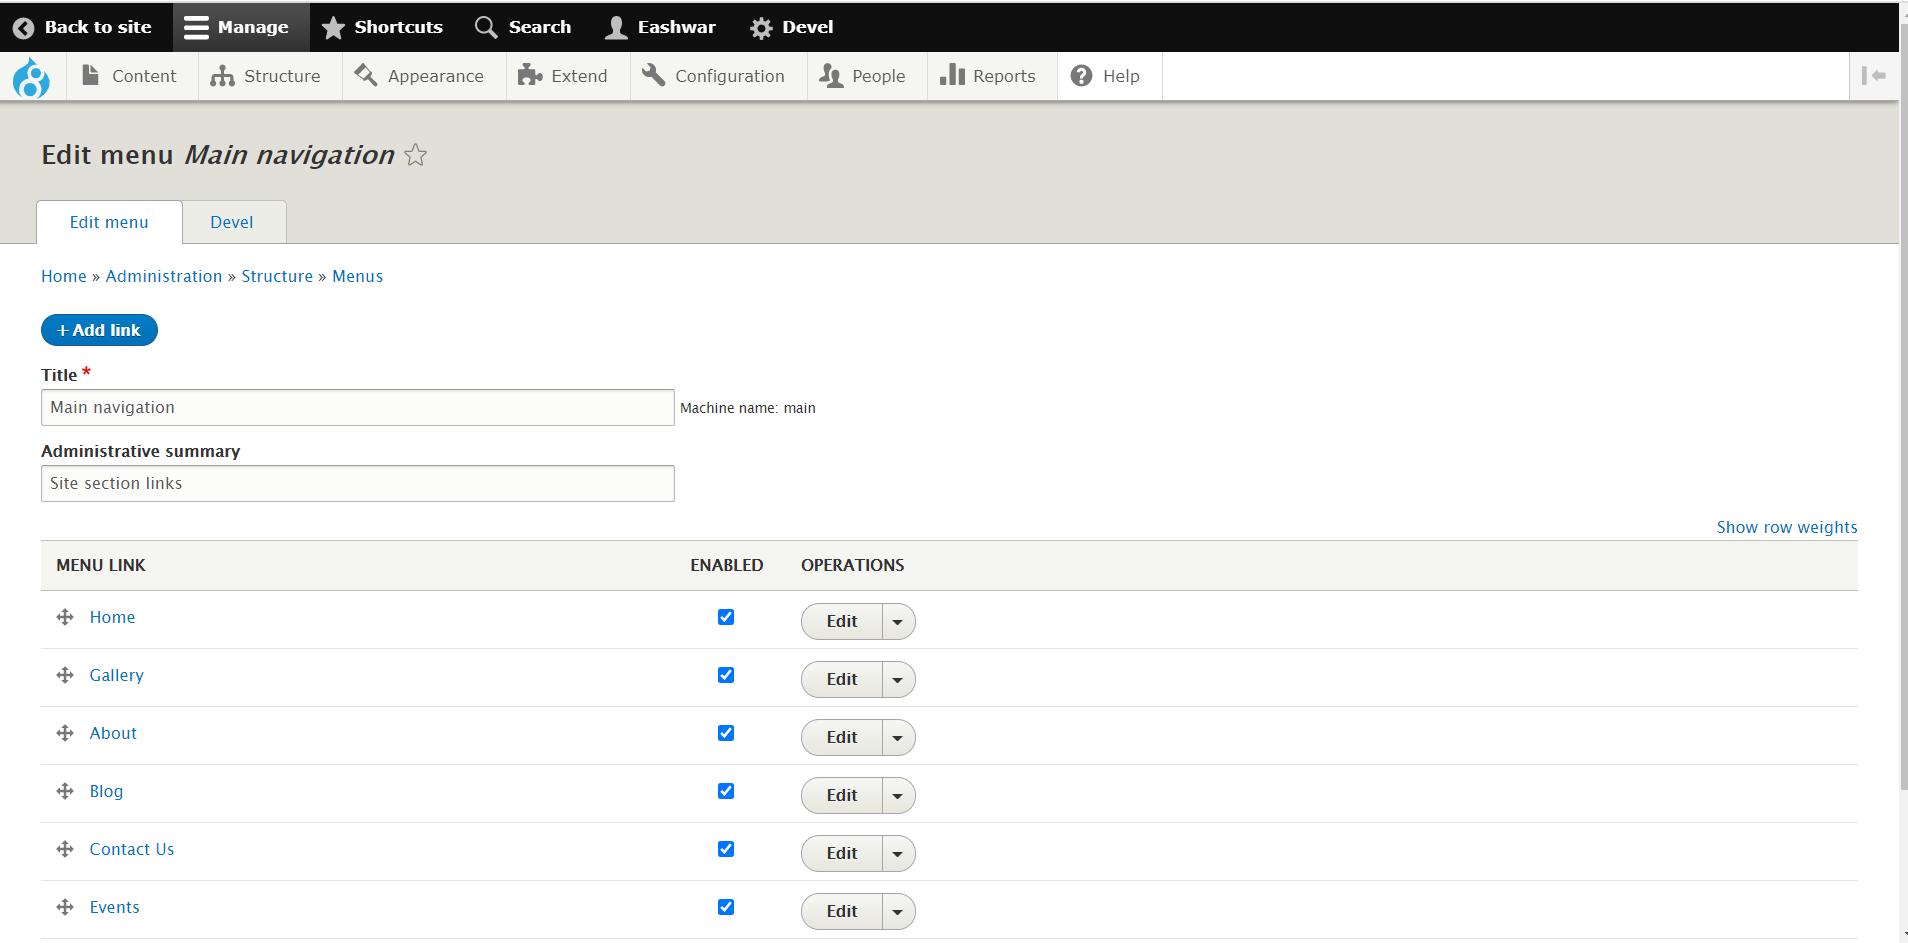 Back to site Manage Shortcuts Search Eashwar Devel
Content Structure Appearance Extend Configuration People Reports Help
Edit menu Main navigation
Edit menu Devel
Home » Administration » Structure » Menus
+ Add link
Title *
Main navigation Machine name: main
Administrative summary
Site section links
Show row weights
MENU LINK ENABLED OPERATIONS
Home Edit
Gallery Edit
About Edit
Blog Edit
Contact Us Edit
Events Edit